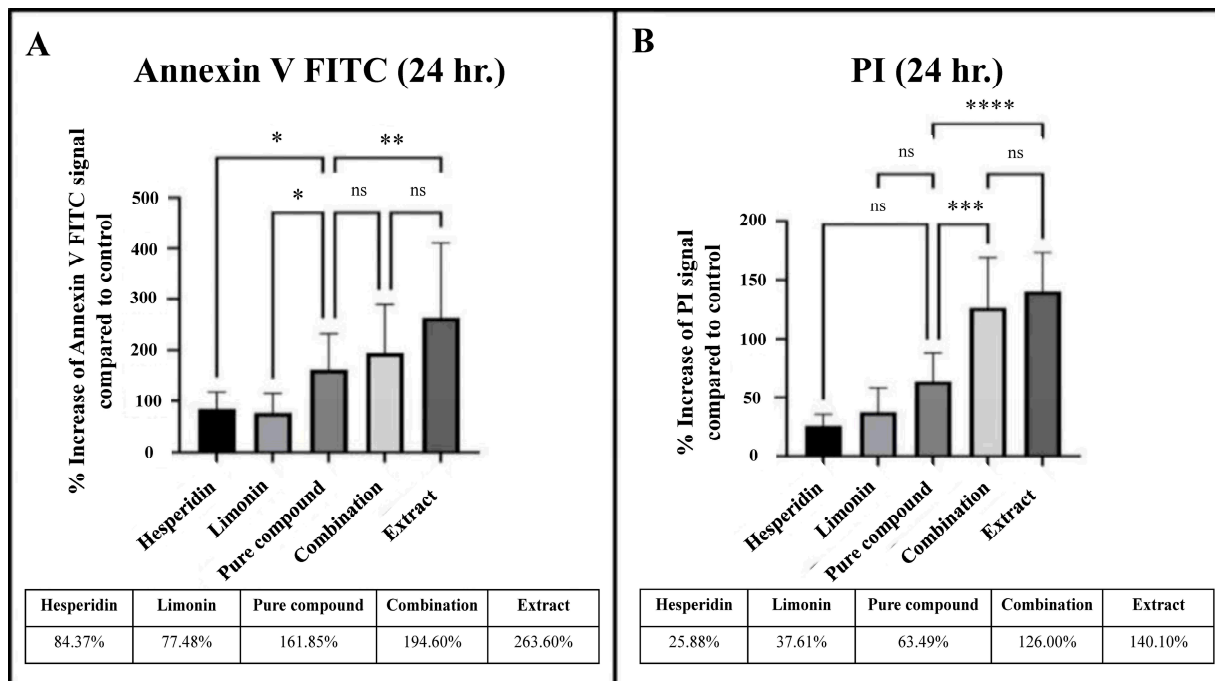 A
Annexin V FITC (24 hr.)
*
**
*
ns
ns
% Increase of Annexin V FITC signal
compared to control
500
400
300
200
100
0
Hesperidin
Limonin
Pure compound
Combination
Extract
Hesperidin Limonin Pure compound Combination Extract
84.37% 77.48% 161.85% 194.60% 263.60%
B
PI (24 hr.)
****
ns
ns
ns
***
% Increase of PI signal
compared to control
200
150
100
50
0
Hesperidin
Limonin
Pure compound
Combination
Extract
Hesperidin Limonin Pure compound Combination Extract
25.88% 37.61% 63.49% 126.00% 140.10%